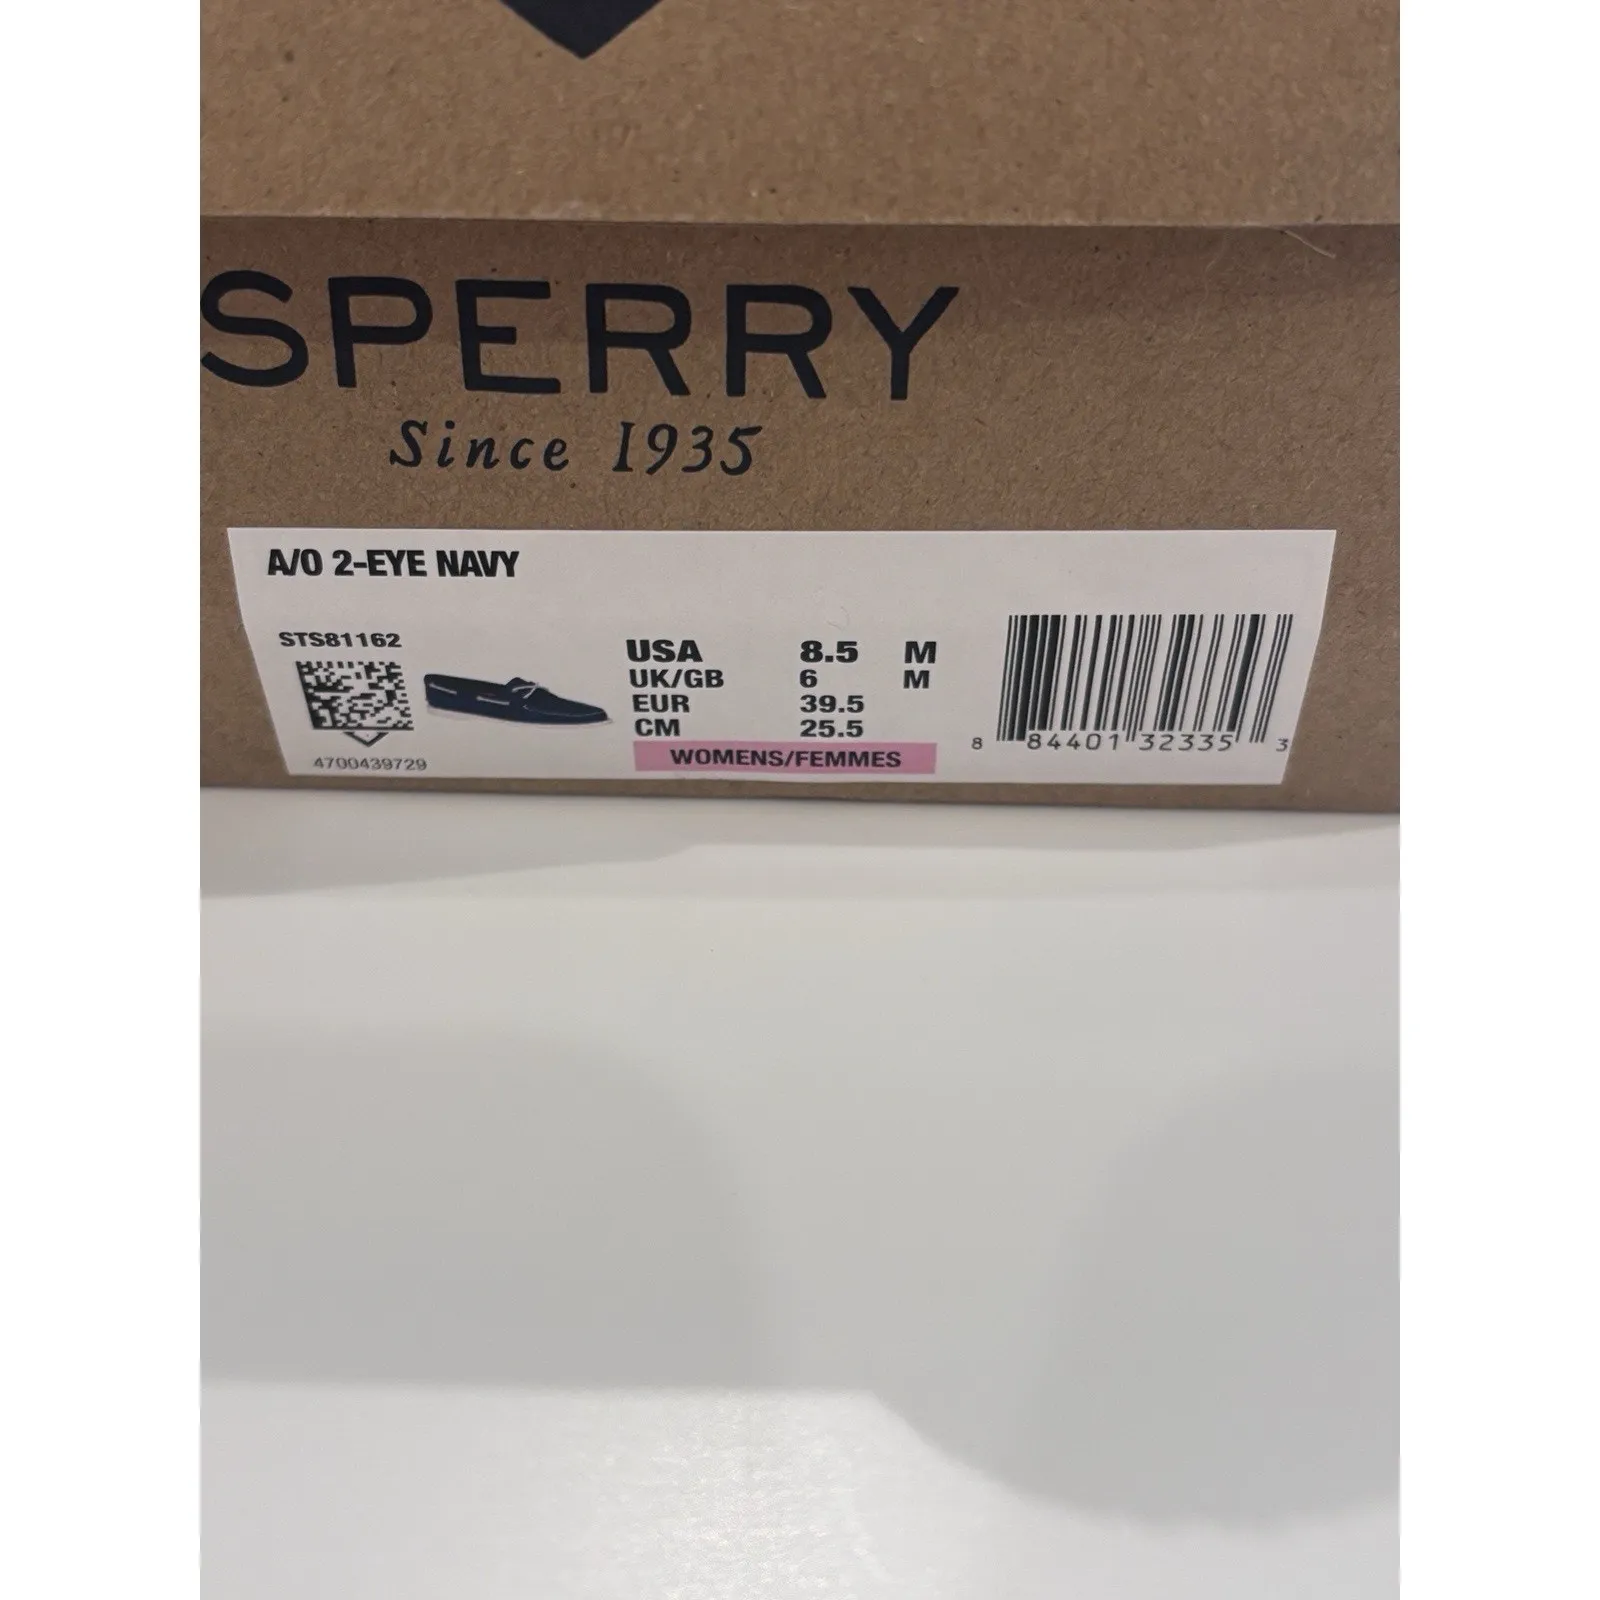 SPERRY
Since 1935
A/O 2-EYE NAVY
STS81162
4700439729
USA 8.5 M
UK/GB 6 M
EUR 39.5
CM 25.5
WOMENS/FEMMES
8 84401 32335 3